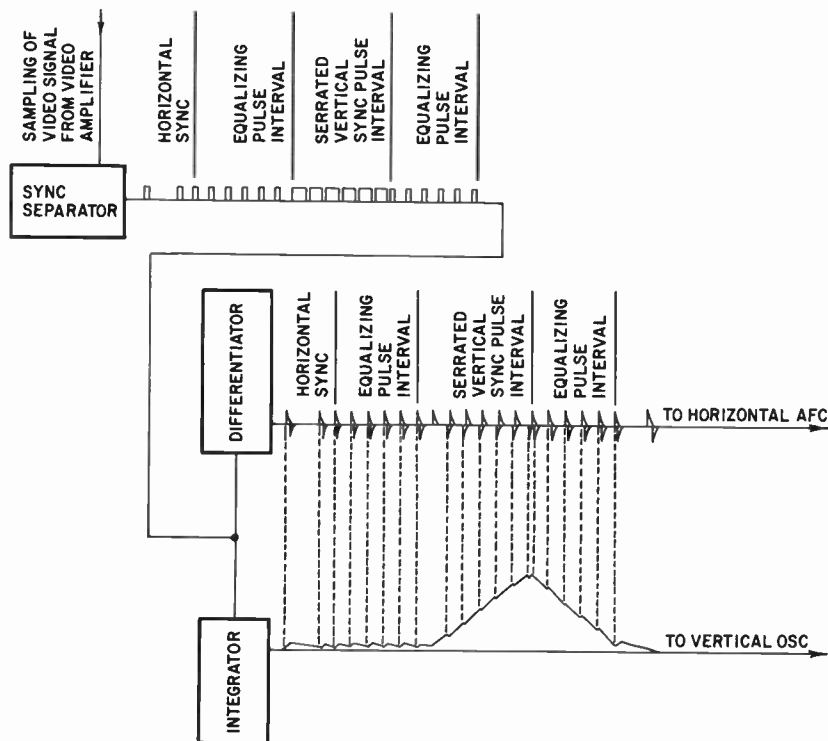 SAMPLING OF
VIDEO SIGNAL
FROM VIDEO
AMPLIFIER
HORIZONTAL
SYNC
EQUALIZING
PULSE
INTERVAL
SERRATED
VERTICAL
SYNC PULSE
INTERVAL
EQUALIZING
PULSE
INTERVAL
SYNC
SEPARATOR
DIFFERENTIATOR
HORIZONTAL
SYNC
EQUALIZING
PULSE
INTERVAL
SERRATED
VERTICAL
SYNC PULSE
INTERVAL
EQUALIZING
PULSE
INTERVAL
TO HORIZONTAL AFC
INTEGRATOR
TO VERTICAL OSC